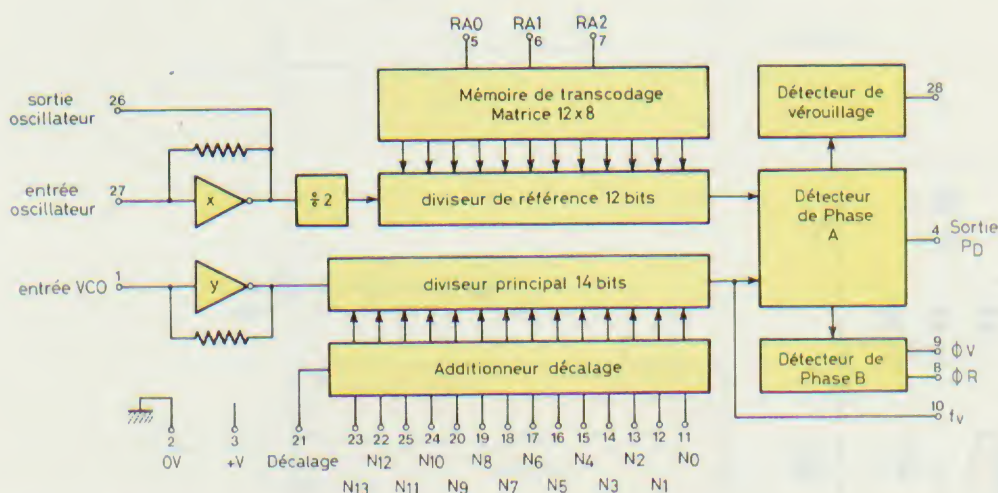 RA0 RA1 RA2
5 6 7
sortie
oscillateur
26
Mémoire de transcodage
Matrice 12x8
Détecteur de
vérouillage
28
entrée
oscillateur
27
x
÷ 2
diviseur de référence 12 bits
Détecteur
de Phase
A
4
Sortie
PD
entrée VCO
1
y
diviseur principal 14 bits
Additionneur décalage
Détecteur de
Phase B
9 ϕV
8 ϕR
10 fv
2 3 21 23 22 25 24 20 19 18 17 16 15 14 13 12 11
0V +V Décalage N12 N10 N8 N6 N4 N2 N0
N13 N11 N9 N7 N5 N3 N1